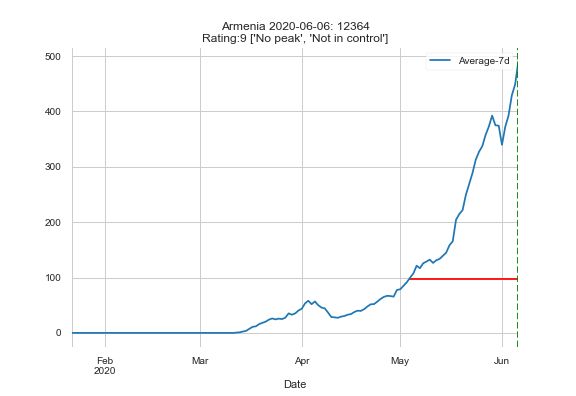 Armenia 2020-06-06: 12364
Rating:9 ['No peak', 'Not in control']
Average-7d
500
400
300
200
100
0
Feb
2020
Mar
Apr
May
Jun
Date